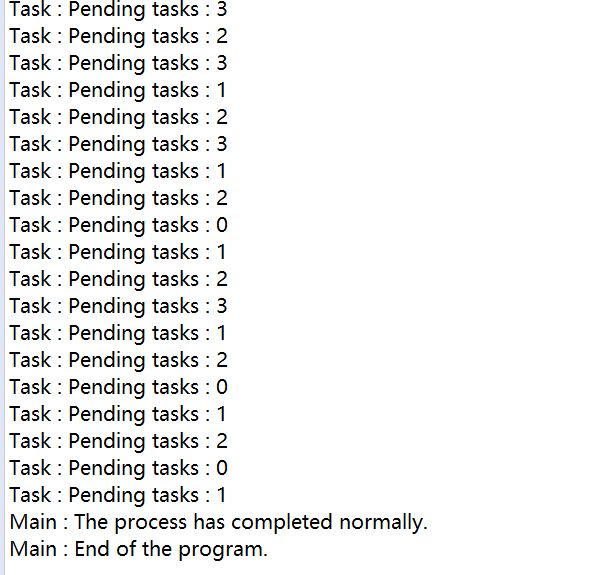 Task : Pending tasks : 3
Task : Pending tasks : 2
Task : Pending tasks : 3
Task : Pending tasks : 1
Task : Pending tasks : 2
Task : Pending tasks : 3
Task : Pending tasks : 1
Task : Pending tasks : 2
Task : Pending tasks : 0
Task : Pending tasks : 1
Task : Pending tasks : 2
Task : Pending tasks : 3
Task : Pending tasks : 1
Task : Pending tasks : 2
Task : Pending tasks : 0
Task : Pending tasks : 1
Task : Pending tasks : 2
Task : Pending tasks : 0
Task : Pending tasks : 1
Main : The process has completed normally.
Main : End of the program.